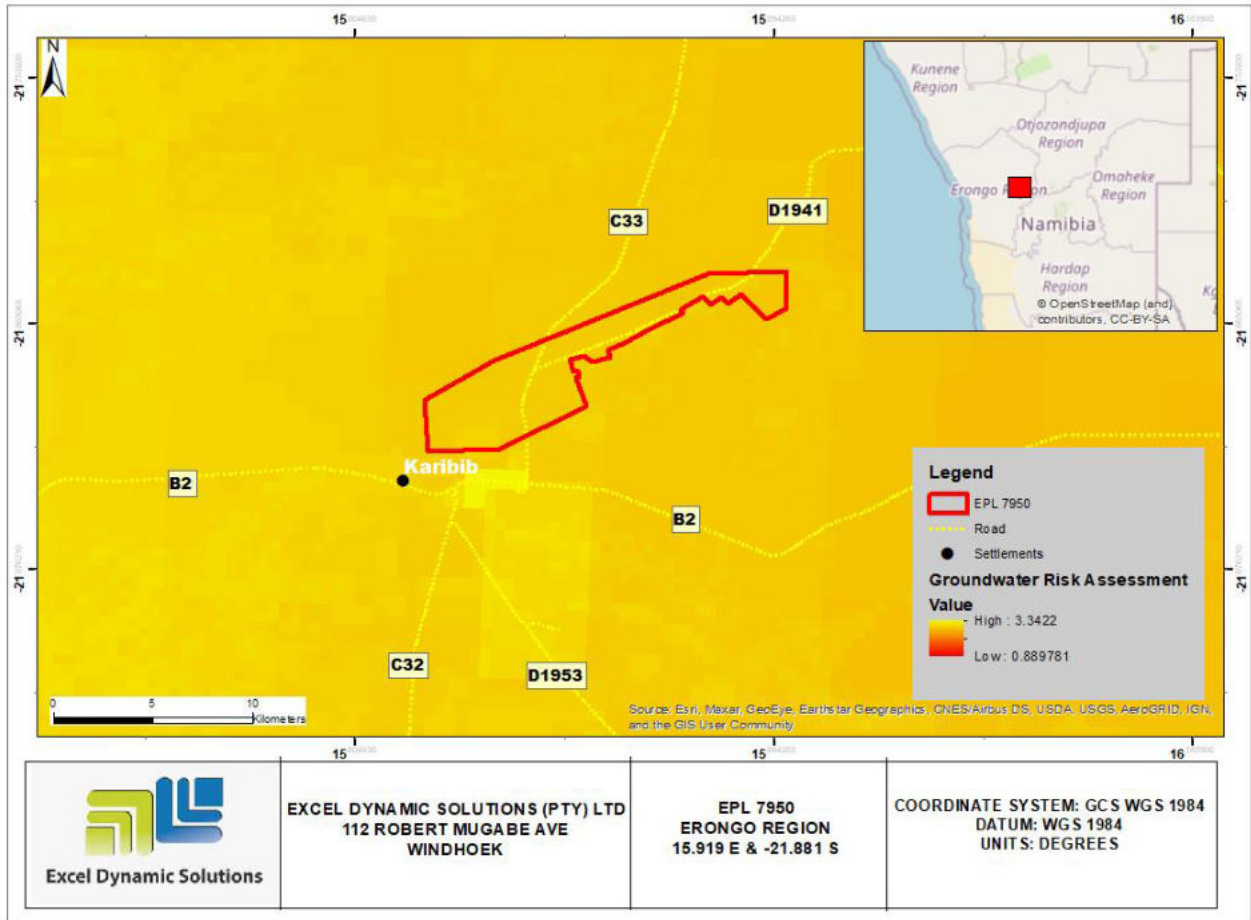 15
15
16
N
-21
-21
-21
-21
-21
-21
C33
D1941
Karibib
B2
B2
C32
D1953
Kunene
Region
Otjozondjupa
Region
Erongo Region
Omaheke
Region
Namibia
Hardap
Region
© OpenStreetMap (and)
contributors, CC-BY-SA
Legend
EPL 7950
Road
Settlements
Groundwater Risk Assessment
Value
High : 3.3422
Low : 0.889781
0 5 10
Kilometers
Source: Esri, Maxar, GeoEye, Earthstar Geographics, CNES/Airbus DS, USDA, USGS, AeroGRID, IGN,
and the GIS User Community
15
15
16
Excel Dynamic Solutions
EXCEL DYNAMIC SOLUTIONS (PTY) LTD
112 ROBERT MUGABE AVE
WINDHOEK
EPL 7950
ERONGO REGION
15.919 E & -21.881 S
COORDINATE SYSTEM: GCS WGS 1984
DATUM: WGS 1984
UNITS: DEGREES